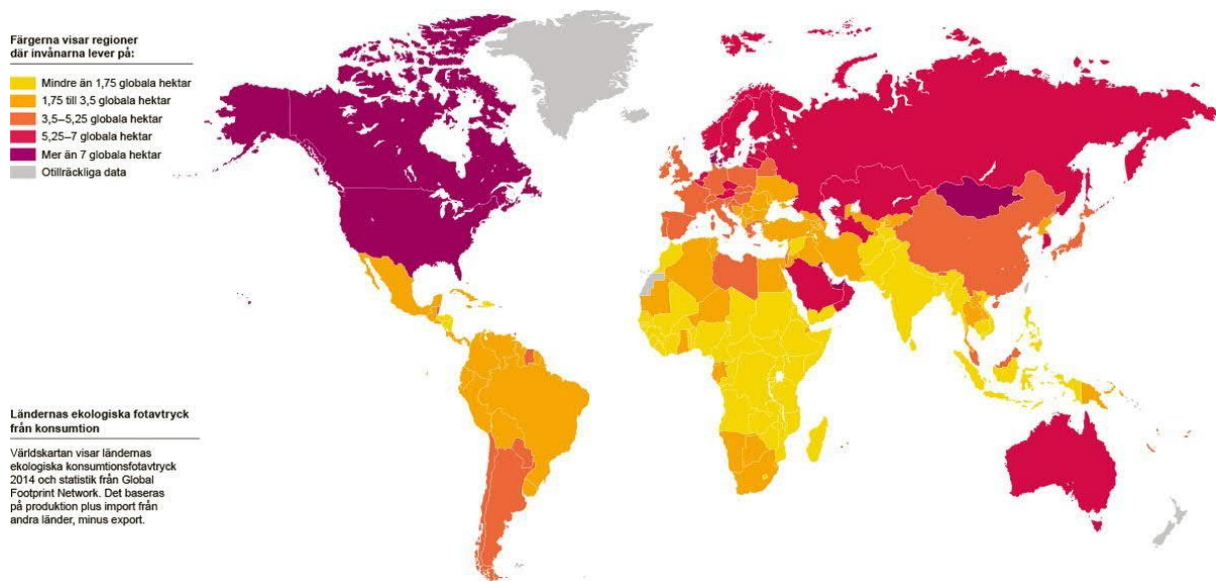 Färgerna visar regioner
där invånarna lever på:
Mindre än 1,75 globala hektar
1,75 till 3,5 globala hektar
3,5–5,25 globala hektar
5,25–7 globala hektar
Mer än 7 globala hektar
Otillräckliga data
Ländernas ekologiska fotavtryck
från konsumtion
Världskartan visar ländernas
ekologiska konsumtionsfotavtryck
2014 och statistik från Global
Footprint Network. Det baseras
på produktion plus import från
andra länder, minus export.